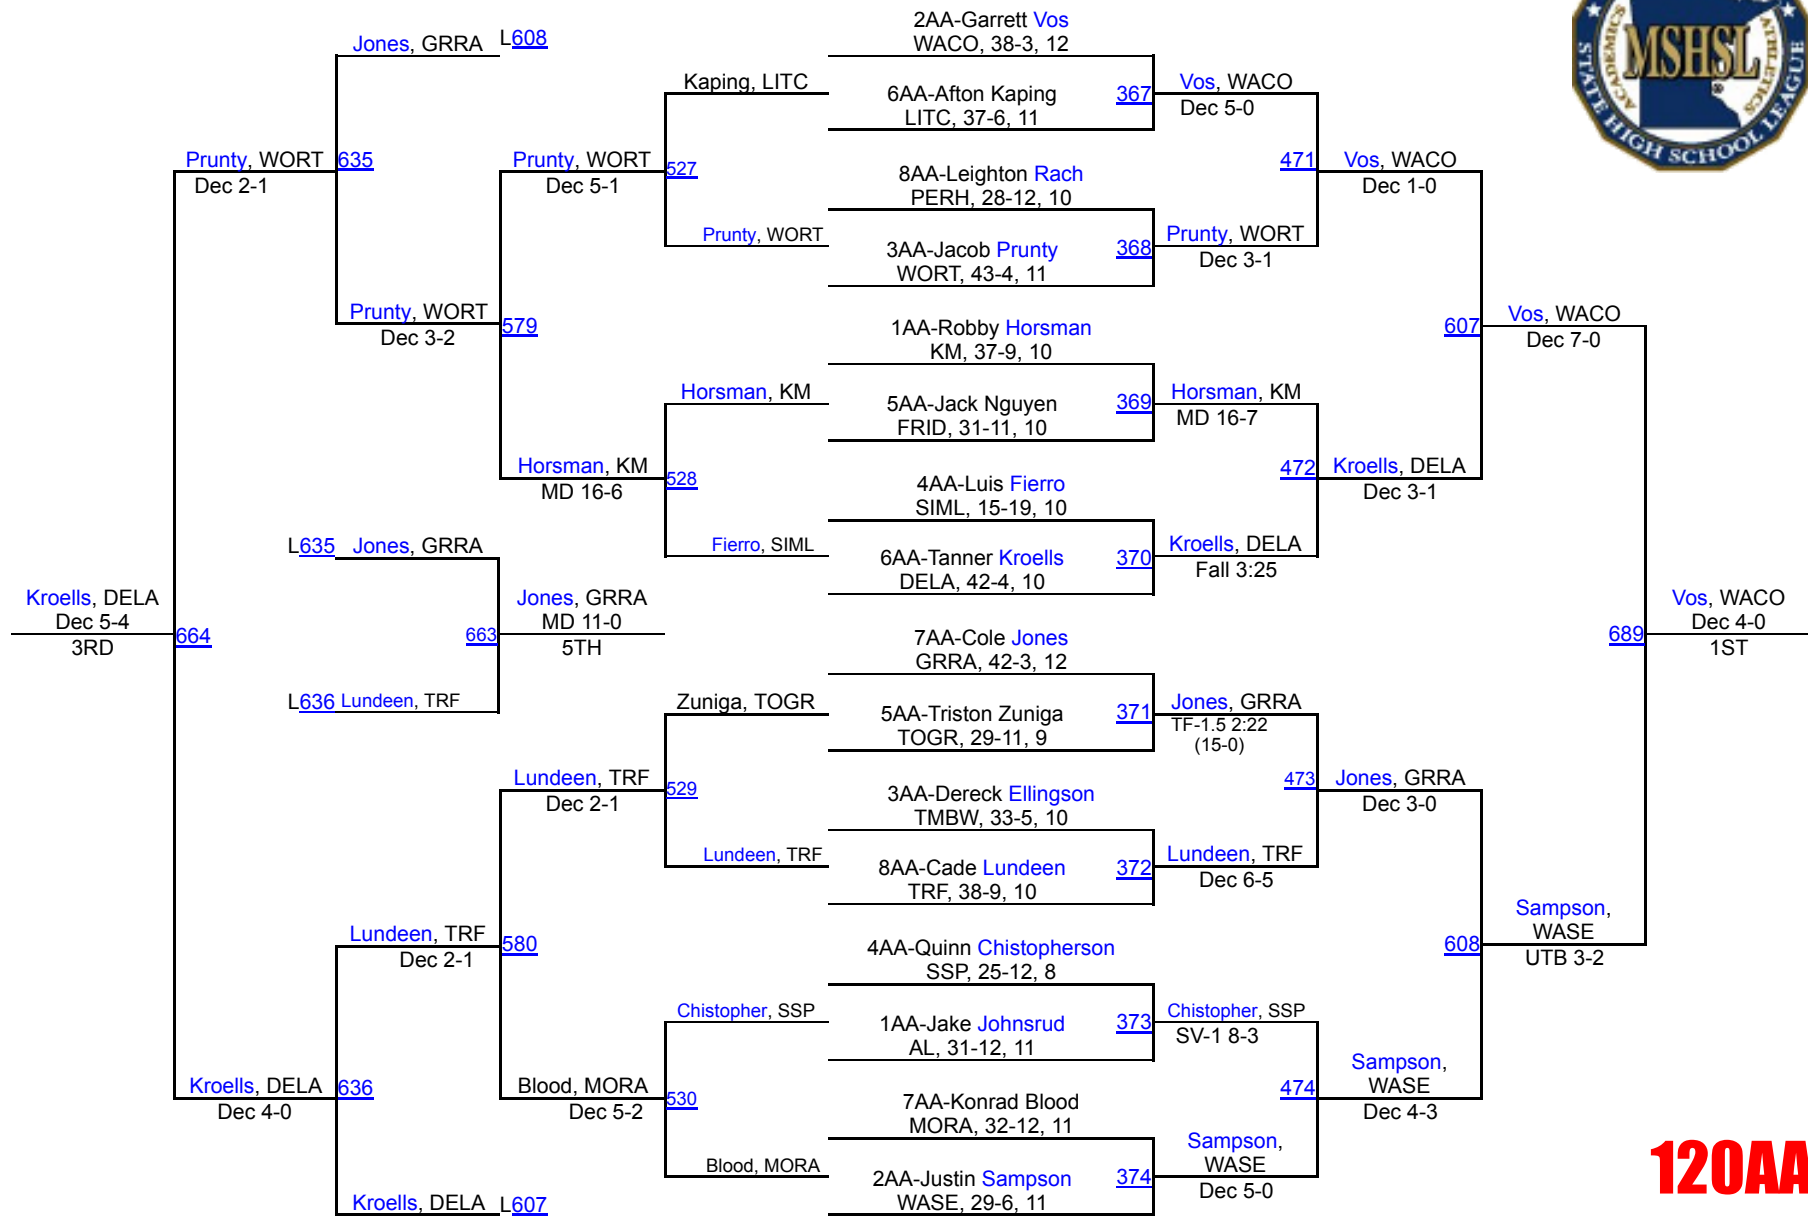 Jones, GRRA L608
635
Prunty, WORT
Dec 2-1
Prunty, WORT
Dec 3-2
579
Kaping, LITC
Prunty, WORT
Dec 5-1
527
Prunty, WORT
Horsman, KM
Horsman, KM
MD 16-6
528
Fierro, SIML
L635 Jones, GRRA
Kroells, DELA
Dec 5-4
3RD
664
Jones, GRRA
MD 11-0
5TH
663
L636 Lundeen, TRF
Zuniga, TOGR
Lundeen, TRF
Dec 2-1
529
Lundeen, TRF
Lundeen, TRF
Dec 2-1
580
Chistopher, SSP
Blood, MORA
Dec 5-2
530
Blood, MORA
Kroells, DELA
Dec 4-0
636
Kroells, DELA L607
2AA-Garrett Vos
WACO, 38-3, 12
6AA-Afton Kaping
LITC, 37-6, 11
367
8AA-Leighton Rach
PERH, 28-12, 10
3AA-Jacob Prunty
WORT, 43-4, 11
368
1AA-Robby Horsman
KM, 37-9, 10
5AA-Jack Nguyen
FRID, 31-11, 10
369
4AA-Luis Fierro
SIML, 15-19, 10
6AA-Tanner Kroells
DELA, 42-4, 10
370
7AA-Cole Jones
GRRA, 42-3, 12
5AA-Triston Zuniga
TOGR, 29-11, 9
371
3AA-Dereck Ellingson
TMBW, 33-5, 10
8AA-Cade Lundeen
TRF, 38-9, 10
372
4AA-Quinn Chistopherson
SSP, 25-12, 8
1AA-Jake Johnsrud
AL, 31-12, 11
373
7AA-Konrad Blood
MORA, 32-12, 11
2AA-Justin Sampson
WASE, 29-6, 11
374
Vos, WACO
Dec 5-0
471
Prunty, WORT
Dec 3-1
Vos, WACO
Dec 1-0
Horsman, KM
MD 16-7
472
Kroells, DELA
Fall 3:25
Kroells, DELA
Dec 3-1
607
Vos, WACO
Dec 7-0
Jones, GRRA
TF-1.5 2:22
(15-0)
473
Lundeen, TRF
Dec 6-5
Jones, GRRA
Dec 3-0
Chistopher, SSP
SV-1 8-3
474
Sampson,
WASE
Dec 5-0
Sampson,
WASE
Dec 4-3
608
Sampson,
WASE
UTB 3-2
689
Vos, WACO
Dec 4-0
1ST
ACADEMICS
ATHLETICS
MSHSL
STATE HIGH SCHOOL LEAGUE
120AA